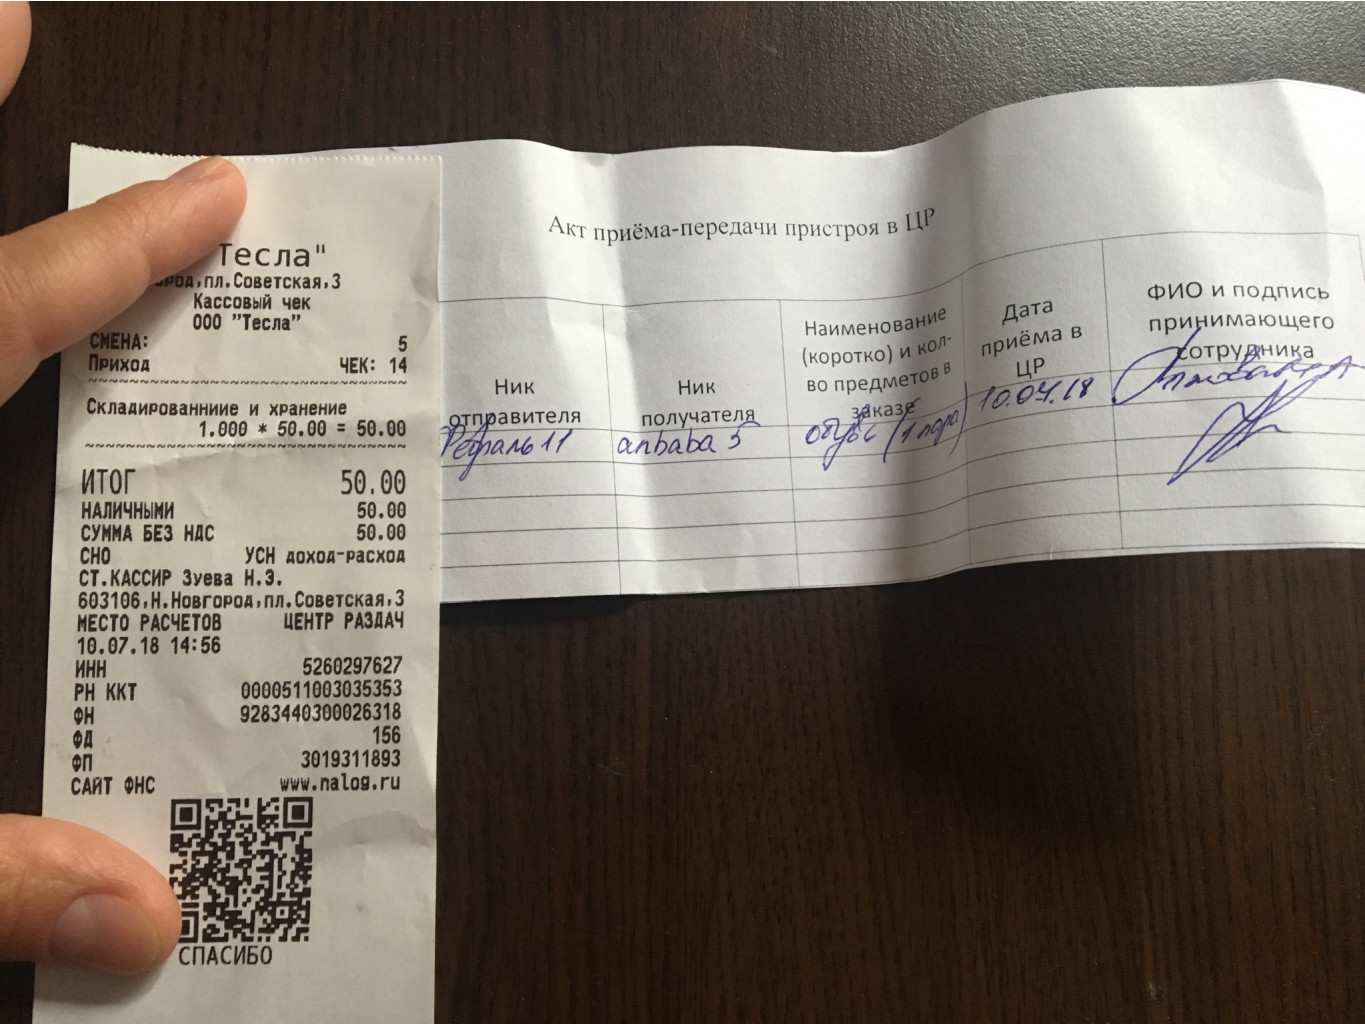 Тесла"
ОРОД,пл.Советская,3
Кассовый чек
ООО "Тесла"
СМЕНА: 5
Приход ЧЕК: 14
Складированниие и хранение
1.000 * 50.00 = 50.00
ИТОГ 50.00
НАЛИЧНЫМИ 50.00
СУММА БЕЗ НДС 50.00
СНО УСН доход-расход
СТ.КАССИР Зуева Н.Э.
603106,Н.Новгород,пл.Советская,3
МЕСТО РАСЧЕТОВ ЦЕНТР РАЗДАЧ
10.07.18 14:56
ИНН 5260297627
РН ККТ 0000511003035353
ФН 9283440300026318
ФД 156
ФП 3019311893
САЙТ ФНС www.nalog.ru
СПАСИБО
Акт приёма-передачи пристроя в ЦР
Ник
отправителя
Ник
получателя
Наименование
(коротко) и кол-
во предметов в
заказе
Дата
приёма в
ЦР
ФИО и подпись
принимающего
сотрудника
anbaba 5
обувь (1 пара)
10.07.18